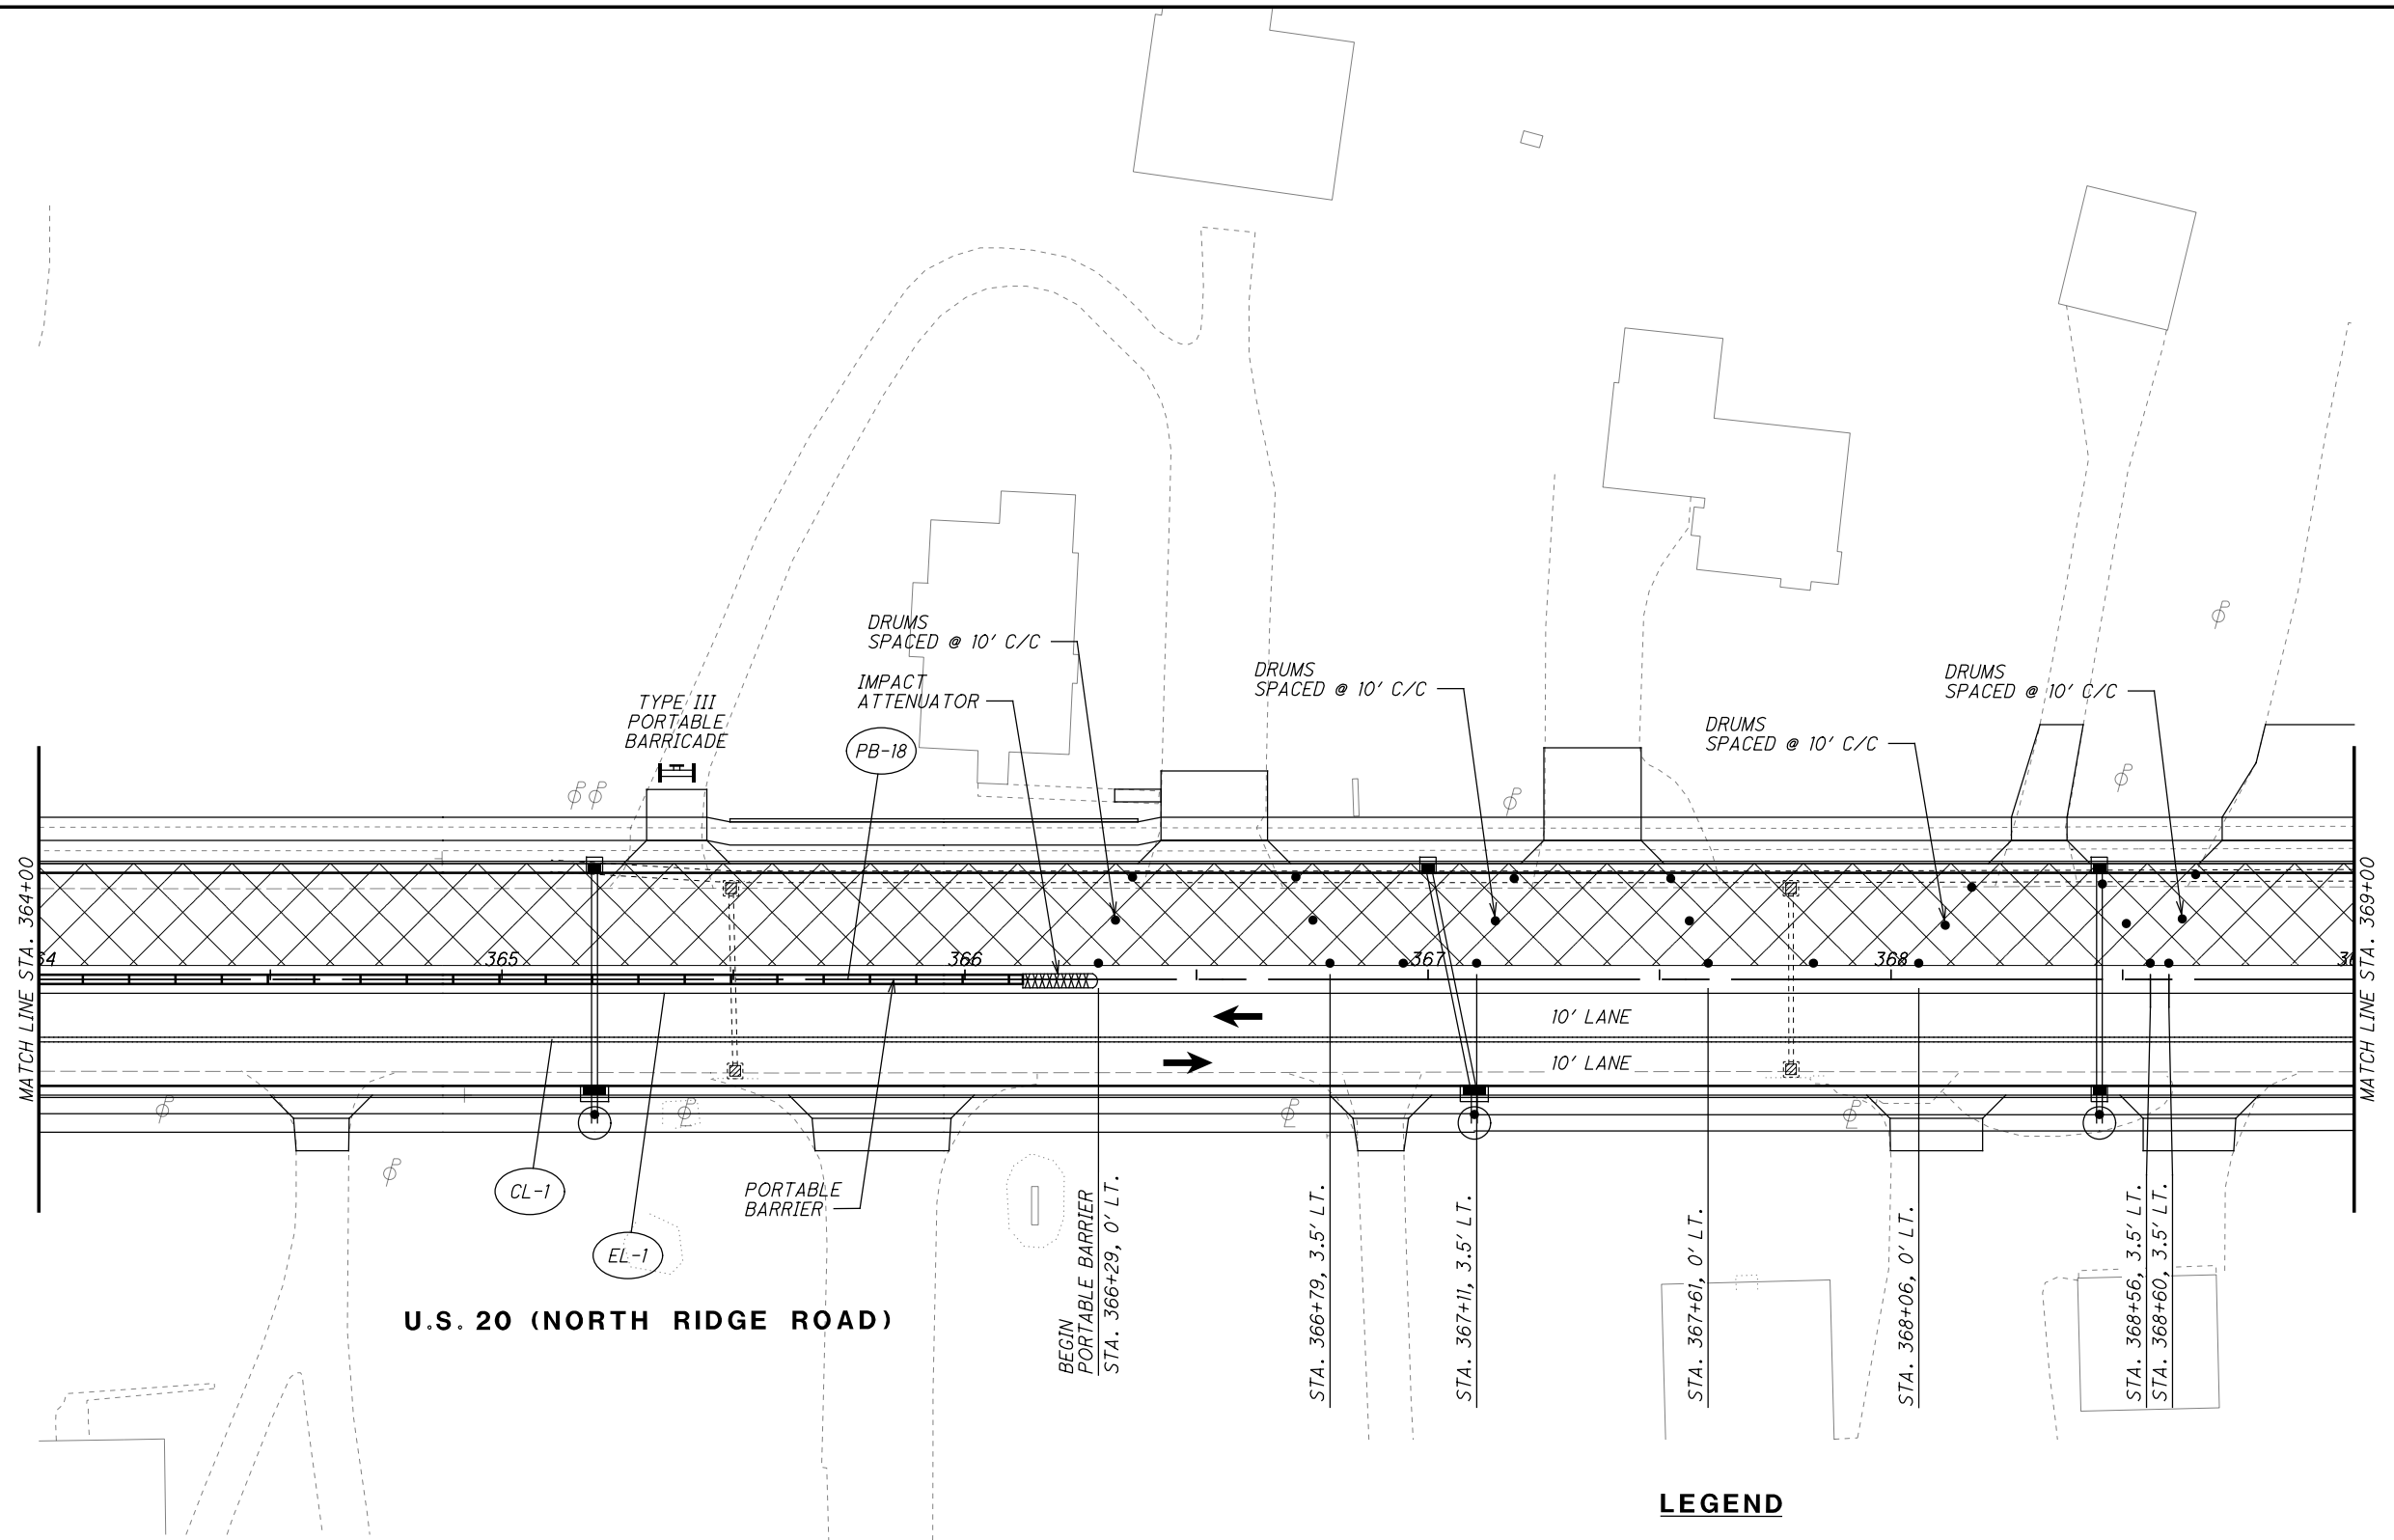 DRUMS
SPACED @ 10' C/C
IMPACT
ATTENUATOR
TYPE III
PORTABLE
BARRICADE
PB-18
DRUMS
SPACED @ 10' C/C
DRUMS
SPACED @ 10' C/C
DRUMS
SPACED @ 10' C/C
MATCH LINE STA. 364+00
MATCH LINE STA. 369+00
64
365
366
367
368
36
10' LANE
10' LANE
CL-1
EL-1
PORTABLE
BARRIER
BEGIN
PORTABLE BARRIER
STA. 366+29, 0' LT.
STA. 366+79, 3.5' LT.
STA. 367+11, 3.5' LT.
STA. 367+61, 0' LT.
STA. 368+06, 0' LT.
STA. 368+56, 3.5' LT.
STA. 368+60, 3.5' LT.
U.S. 20 (NORTH RIDGE ROAD)
LEGEND